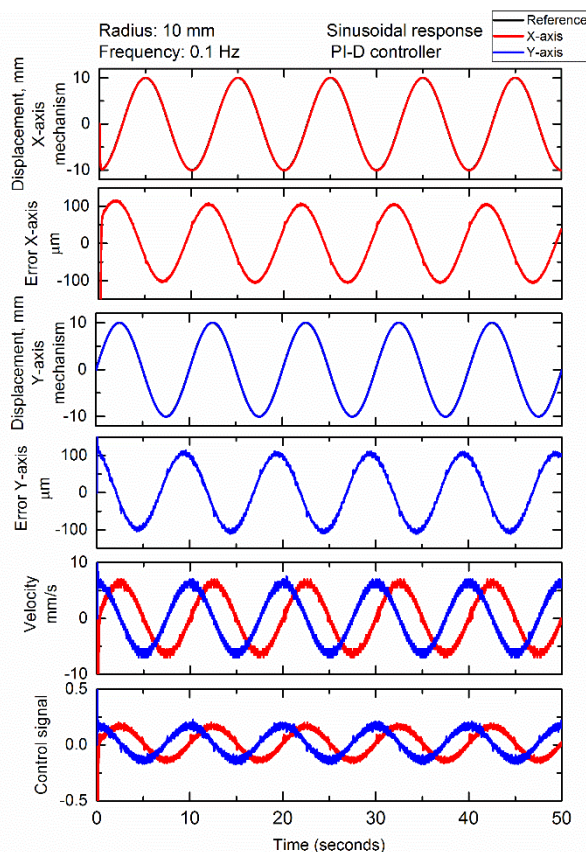 Radius: 10 mm
Sinusoidal response
Frequency: 0.1 Hz
PI-D controller
Reference
X-axis
Y-axis
Displacement, mm
X-axis
mechanism
10
0
-10
Error X-axis
µm
100
0
-100
Displacement, mm
Y-axis
mechanism
10
0
-10
Error Y-axis
µm
100
0
-100
Velocity
mm/s
10
0
-10
Control signal
0.5
0.0
-0.5
0 10 20 30 40 50
Time (seconds)